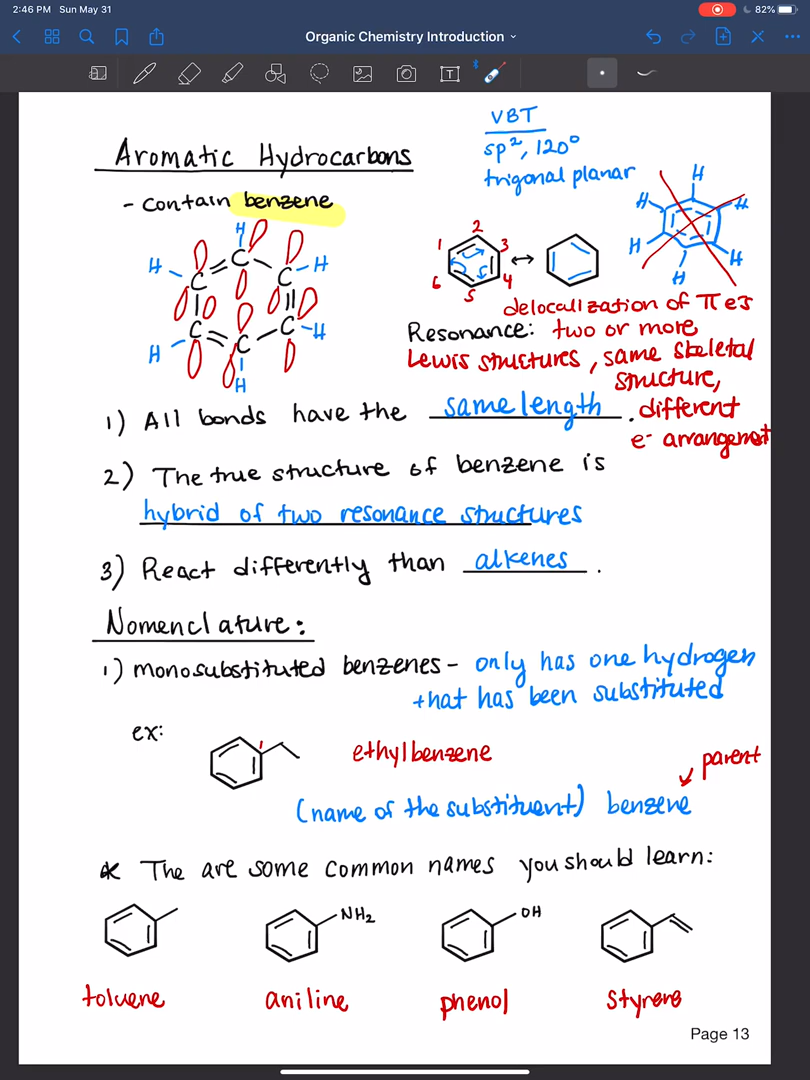 2:46 PM Sun May 31
82%
Organic Chemistry Introduction
T
VBT
sp², 120°
trigonal planar
Aromatic Hydrocarbons
- contain benzene
H H H
C C C
C C C
H H H
1 2 3
6 5 4
H H H
H H H
delocalization of π e⁻s
Resonance: two or more
Lewis structures, same skeletal
structure,
1) All bonds have the same length. different
e⁻ arrangement
2) The true structure of benzene is
hybrid of two resonance structures
3) React differently than alkenes.
Nomenclature:
1) monosubstituted benzenes - only has one hydrogen
that has been substituted
ex:
1
ethylbenzene
parent
(name of the substituent) benzene
* The are some common names you should learn:
NH₂ OH
toluene aniline phenol styrene
Page 13